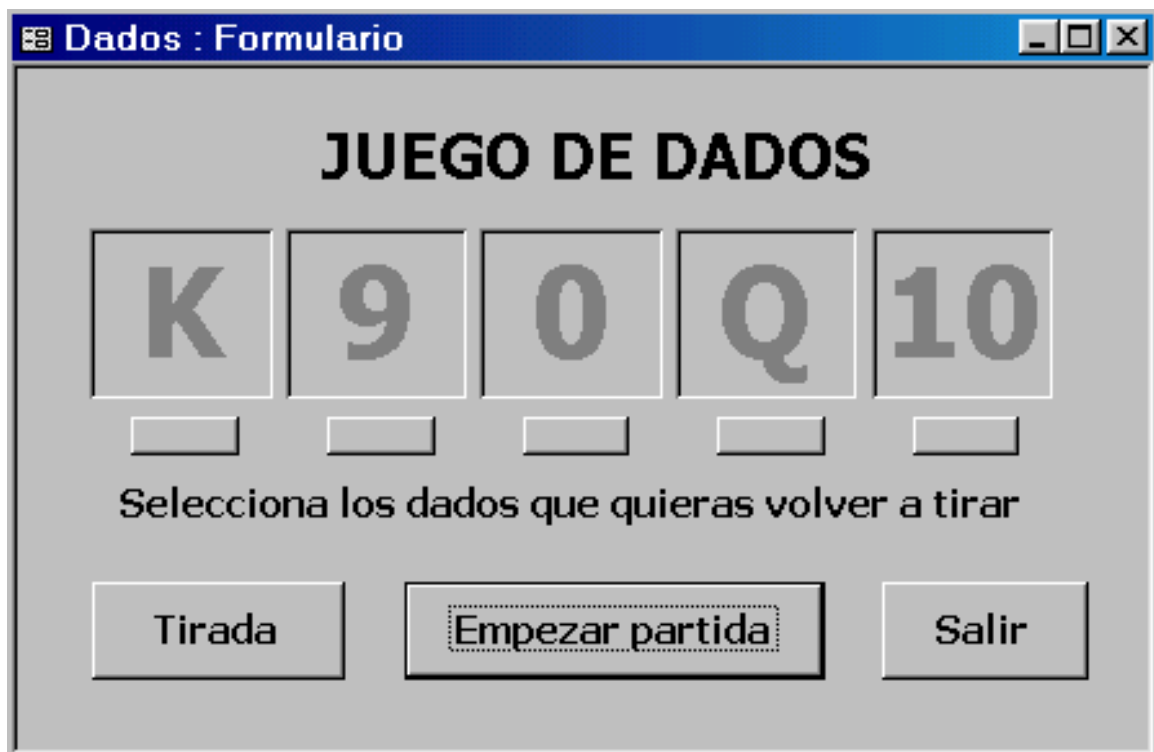 Dados : Formulario
JUEGO DE DADOS
K 9 0 Q 10
Selecciona los dados que quieras volver a tirar
Tirada Empezar partida Salir